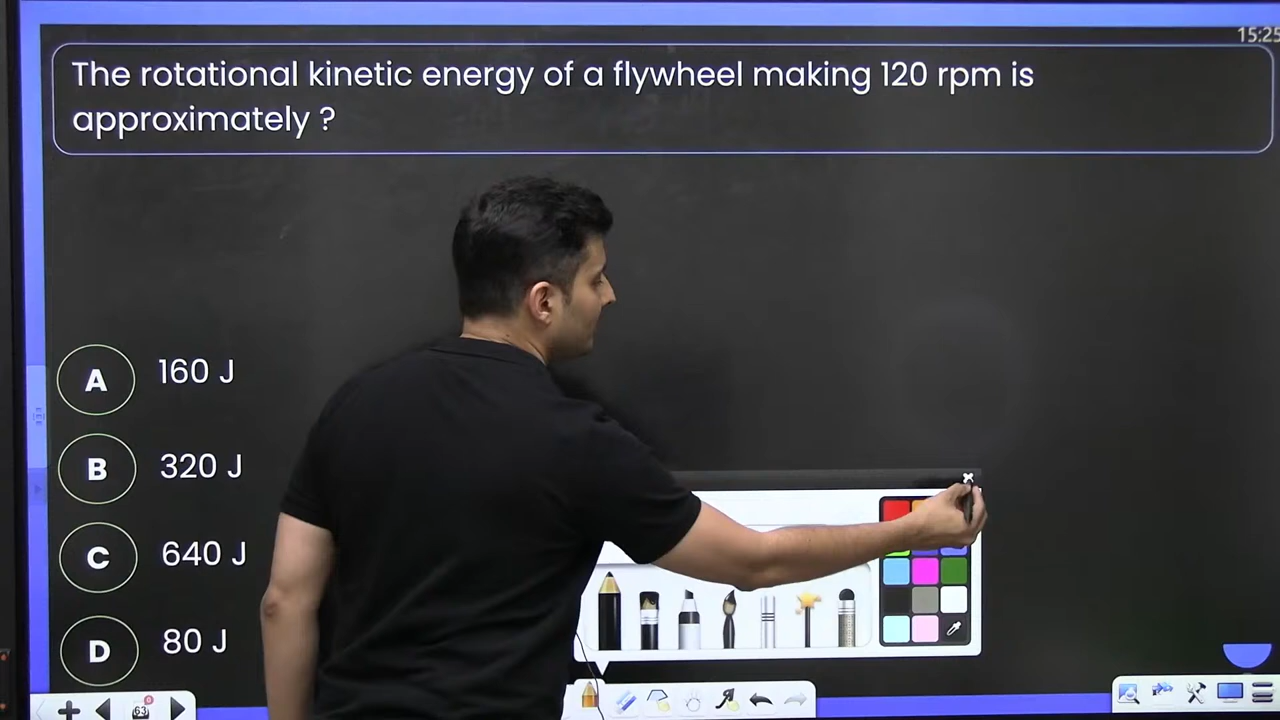 15:25
The rotational kinetic energy of a flywheel making 120 rpm is
approximately ?
A 160 J
B 320 J
C 640 J
D 80 J
63